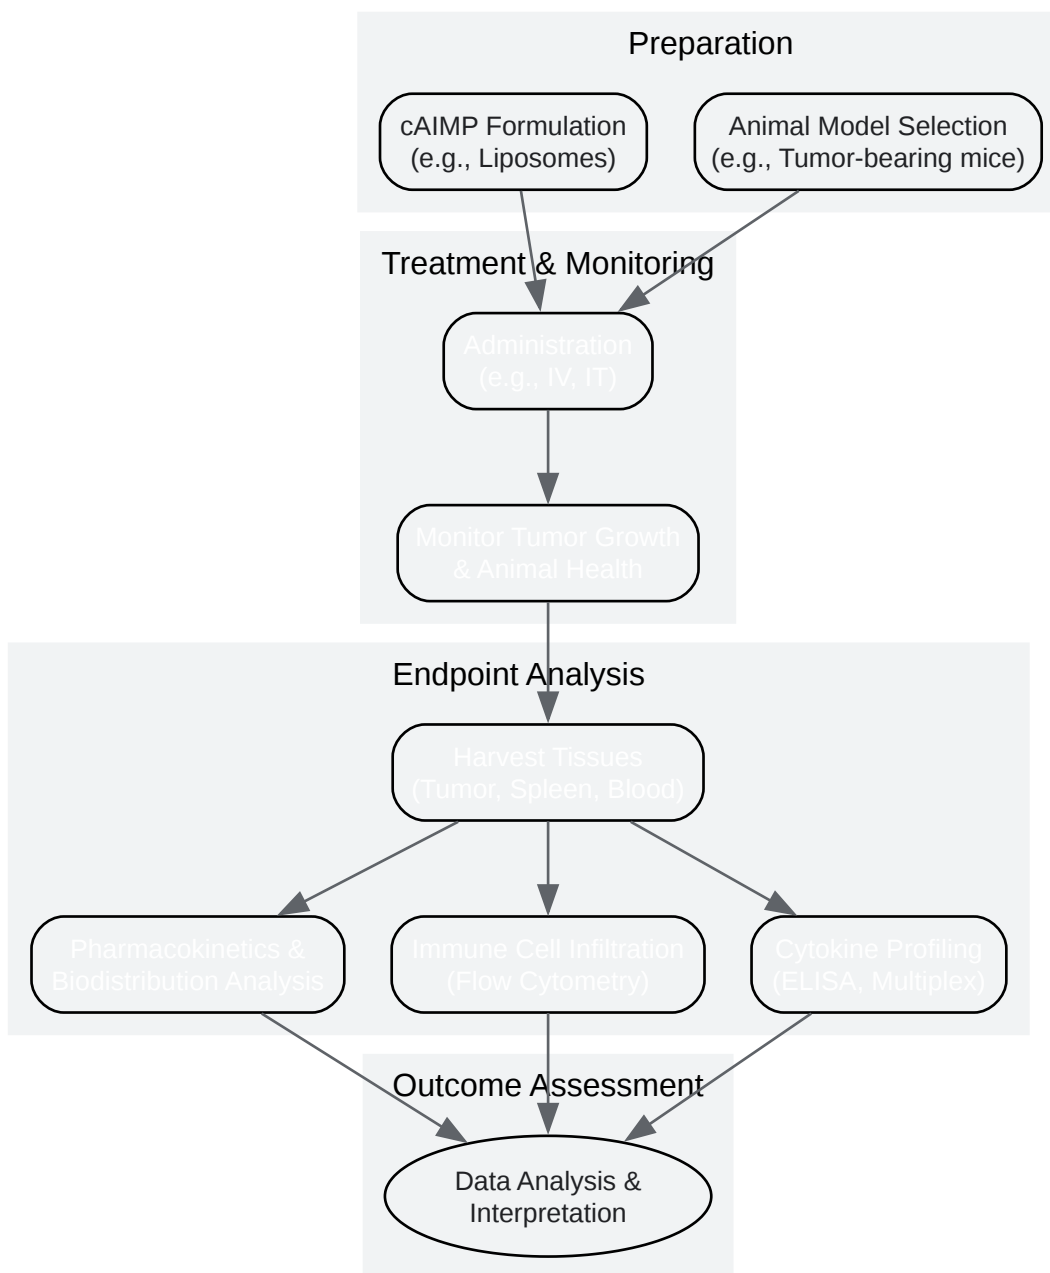 Preparation
cAIMP Formulation
(e.g., Liposomes)
Animal Model Selection
(e.g., Tumor-bearing mice)
Treatment & Monitoring
Administration
(e.g., IV, IT)
Monitor Tumor Growth
& Animal Health
Endpoint Analysis
Harvest Tissues
(Tumor, Spleen, Blood)
Pharmacokinetics &
Biodistribution Analysis
Immune Cell Infiltration
(Flow Cytometry)
Cytokine Profiling
(ELISA, Multiplex)
Outcome Assessment
Data Analysis &
Interpretation